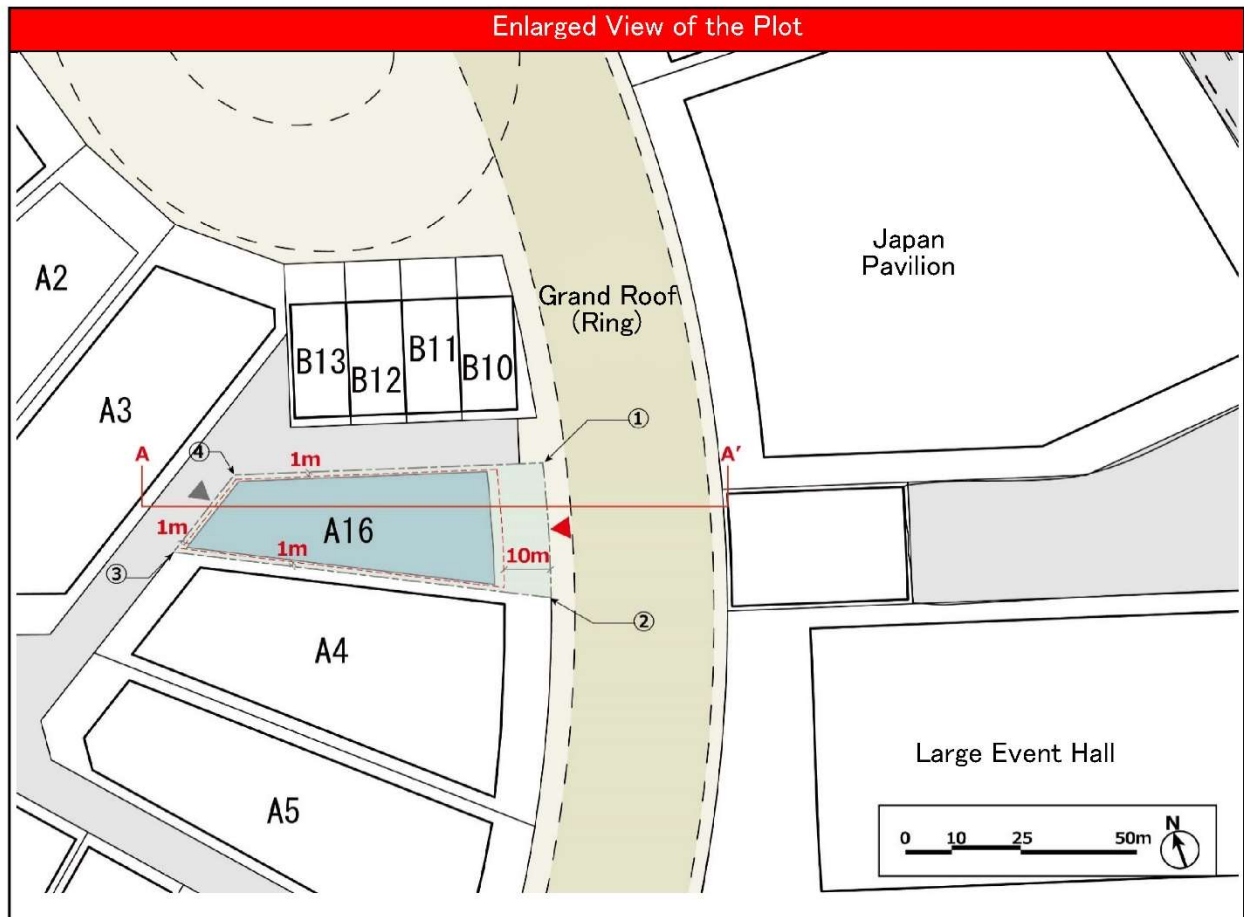 Enlarged View of the Plot
Japan
Pavilion
A2
Grand Roof
(Ring)
B13
B12
B11
B10
A3
①
④
1m
A
A′
1m
A16
1m
10m
③
②
A4
Large Event Hall
A5
0 10 25 50m
N